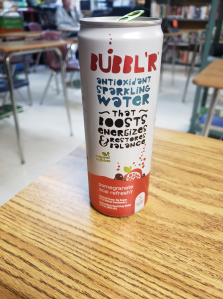 BUBBL'R
ANTIOXIDANT
SPARKLING
WATER
THAT
BOOSTS
ENERGIZES
& RESTORES
BALANCE
pomegranate
acai refresh'r